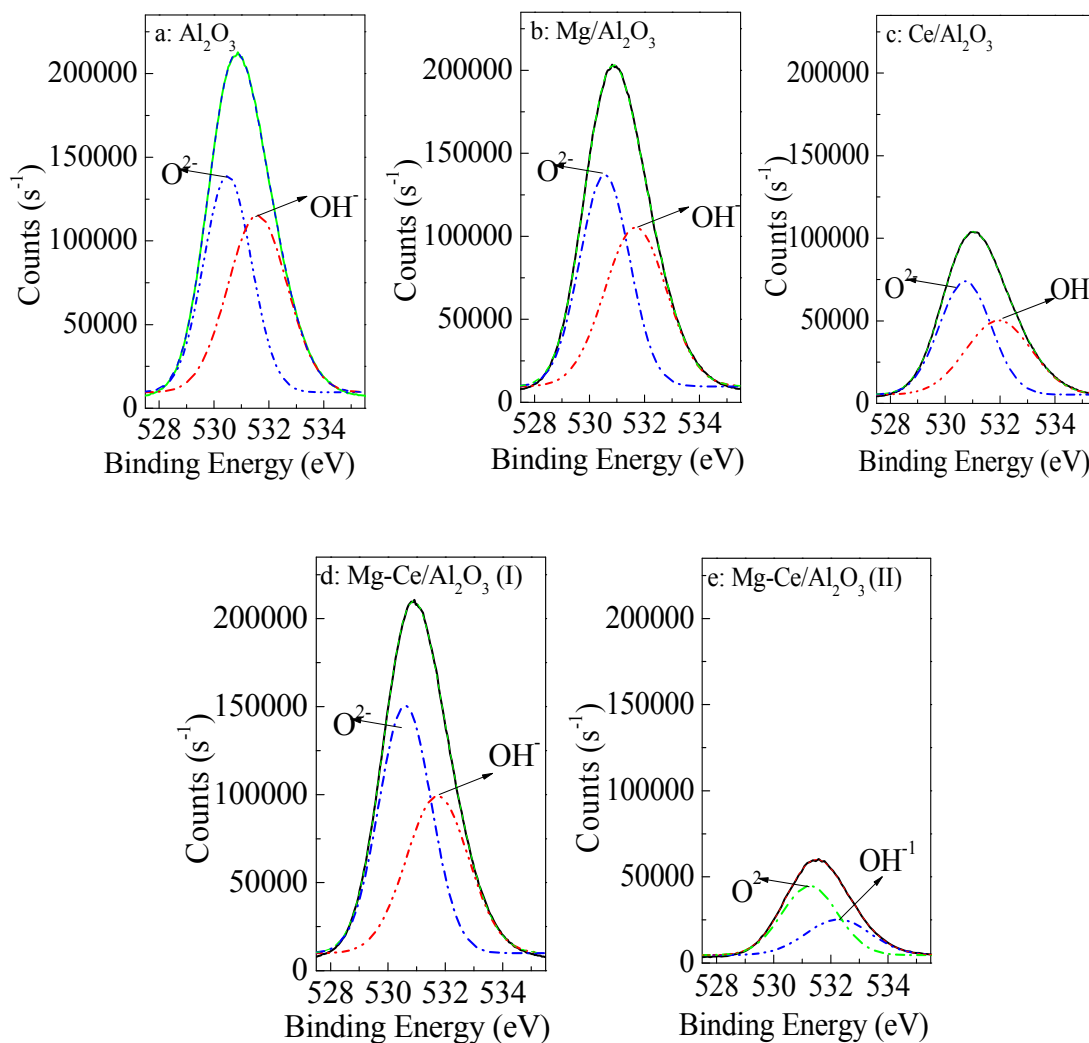 a: Al₂O₃
200000
150000
100000
50000
0
Counts (s⁻¹)
O²⁻
OH⁻
528 530 532 534
Binding Energy (eV)
b: Mg/Al₂O₃
200000
150000
100000
50000
0
Counts (s⁻¹)
O²⁻
OH⁻
528 530 532 534
Binding Energy (eV)
c: Ce/Al₂O₃
200000
150000
100000
50000
0
Counts (s⁻¹)
O²
OH
528 530 532 534
Binding Energy (eV)
d: Mg-Ce/Al₂O₃ (I)
200000
150000
100000
50000
0
Counts (s⁻¹)
O²⁻
OH⁻
528 530 532 534
Binding Energy (eV)
e: Mg-Ce/Al₂O₃ (II)
200000
150000
100000
50000
0
Counts (s⁻¹)
O²
OH⁻¹
528 530 532 534
Binding Energy (eV)